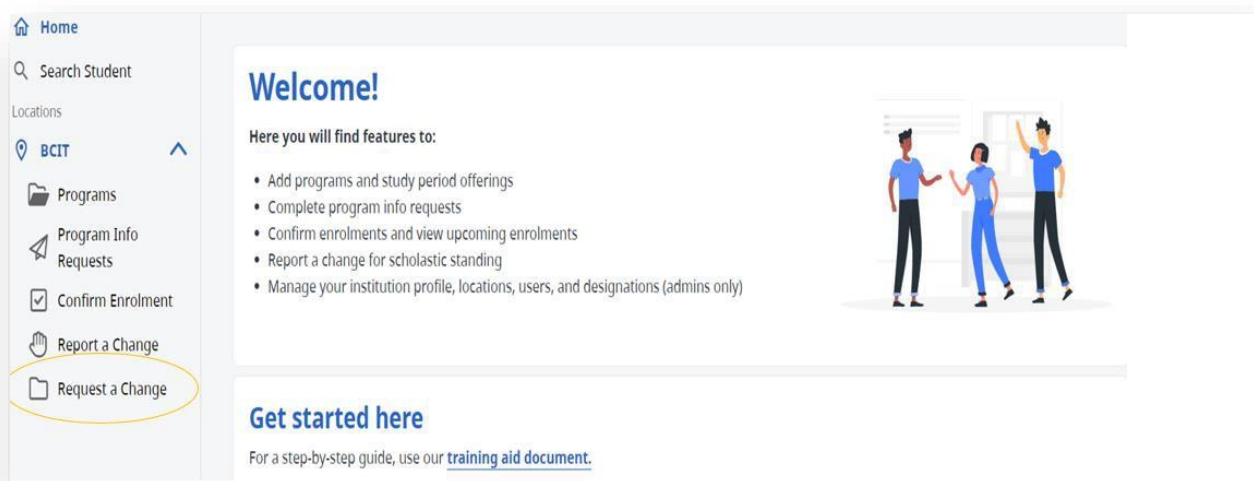 Home
Search Student
Locations
BCIT
Programs
Program Info
Requests
Confirm Enrolment
Report a Change
Request a Change
Welcome!
Here you will find features to:
• Add programs and study period offerings
• Complete program info requests
• Confirm enrolments and view upcoming enrolments
• Report a change for scholastic standing
• Manage your institution profile, locations, users, and designations (admins only)
Get started here
For a step-by-step guide, use our training aid document.